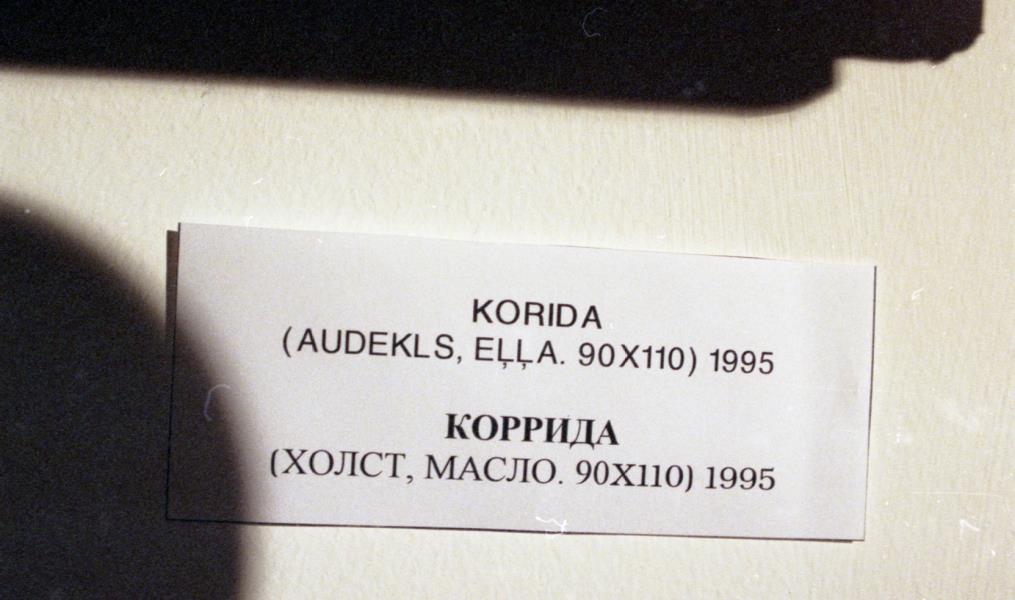 KORIDA
(AUDEKLS, EĻĻA. 90X110) 1995
КОРРИДА
(ХОЛСТ, МАСЛО. 90X110) 1995